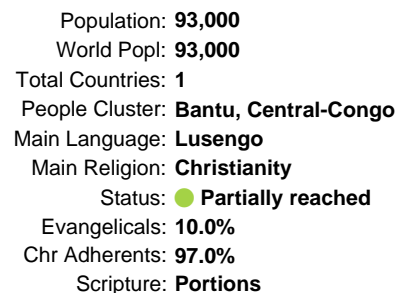 Population: 93,000
World Popl: 93,000
Total Countries: 1
People Cluster: Bantu, Central-Congo
Main Language: Lusengo
Main Religion: Christianity
Status: Partially reached
Evangelicals: 10.0%
Chr Adherents: 97.0%
Scripture: Portions